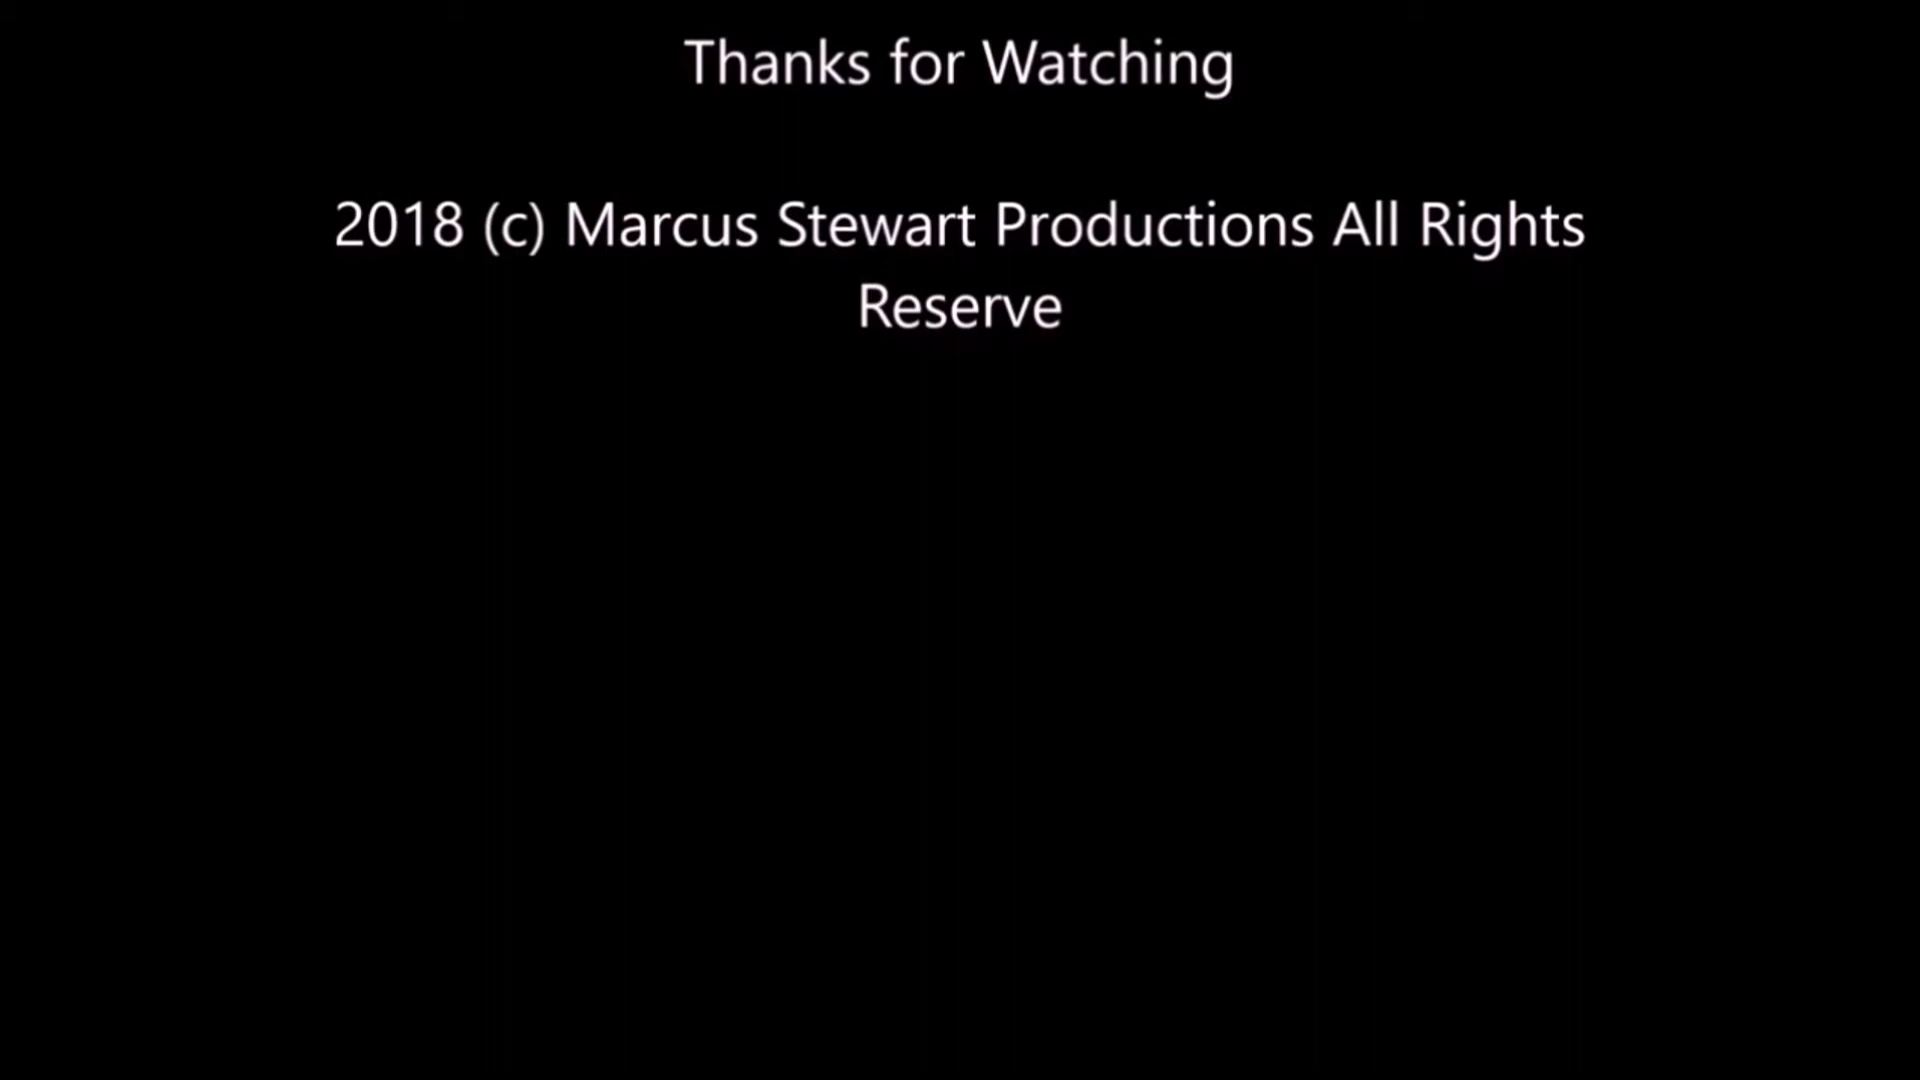 Thanks for Watching
2018 (c) Marcus Stewart Productions All Rights
Reserve